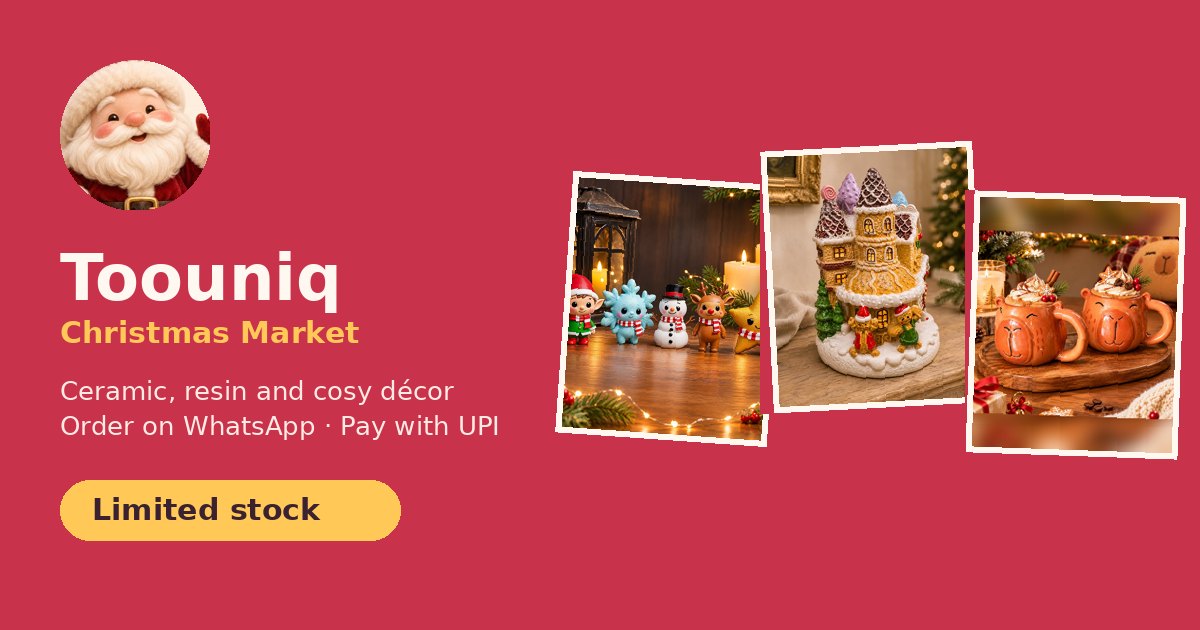 Toouniq
Christmas Market
Ceramic, resin and cosy décor
Order on WhatsApp · Pay with UPI
Limited stock